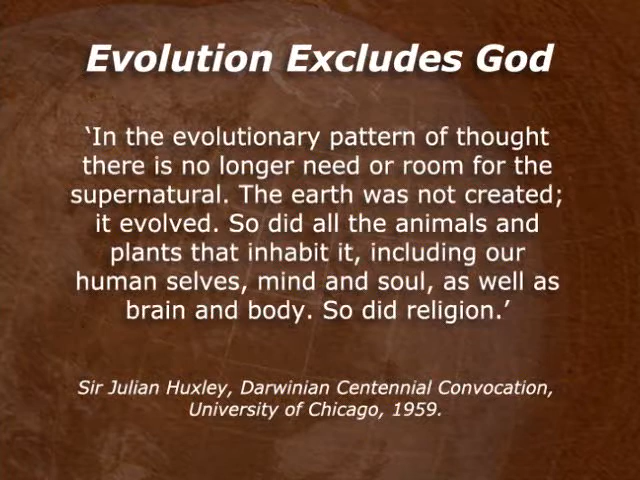 Evolution Excludes God
‘In the evolutionary pattern of thought
there is no longer need or room for the
supernatural. The earth was not created;
it evolved. So did all the animals and
plants that inhabit it, including our
human selves, mind and soul, as well as
brain and body. So did religion.’
Sir Julian Huxley, Darwinian Centennial Convocation,
University of Chicago, 1959.